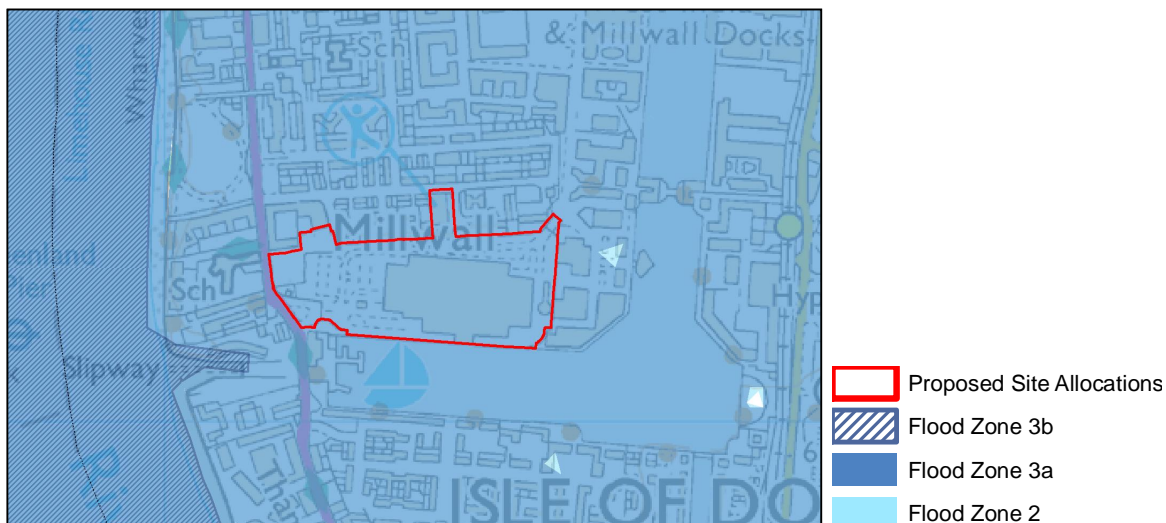 & Millwall Docks
Sch
Wharves
Limehouse R
Millwall
enland
Pier
Sch
Hyp
Slipway
ISLE OF DO
Proposed Site Allocations
Flood Zone 3b
Flood Zone 3a
Flood Zone 2